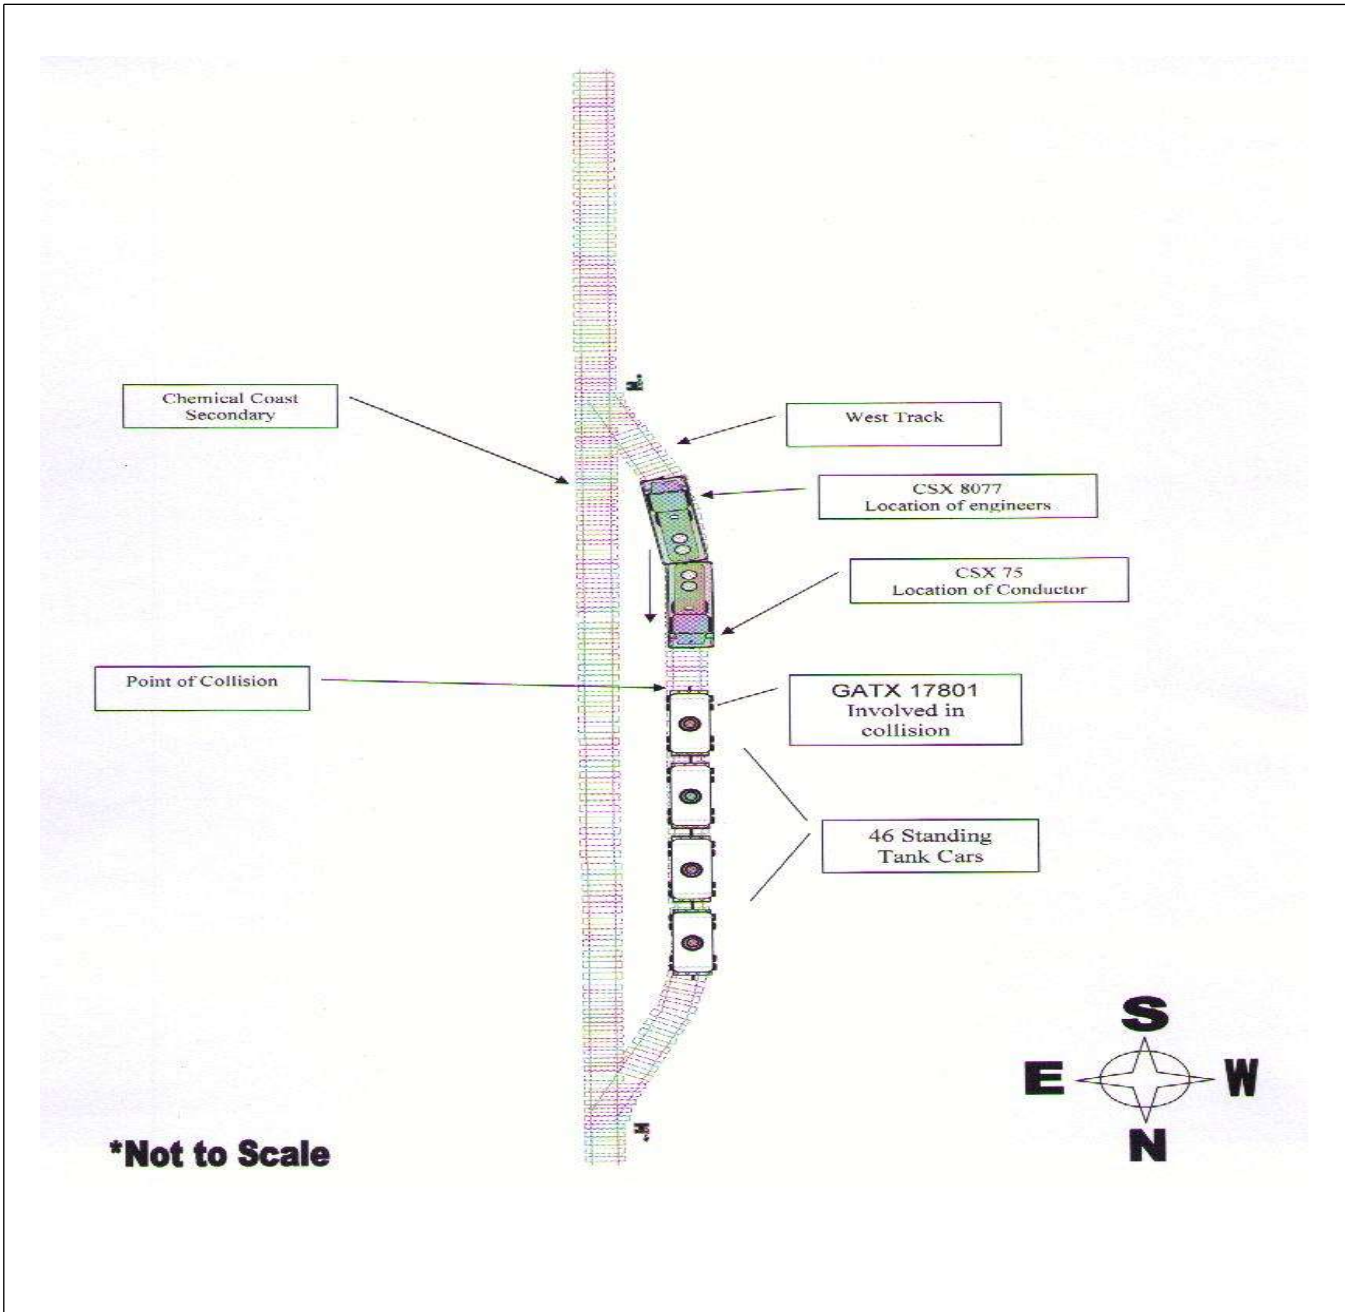 Chemical Coast
Secondary
West Track
CSX 8077
Location of engineers
CSX 75
Location of Conductor
Point of Collision
GATX 17801
Involved in
collision
46 Standing
Tank Cars
S
E
W
N
*Not to Scale